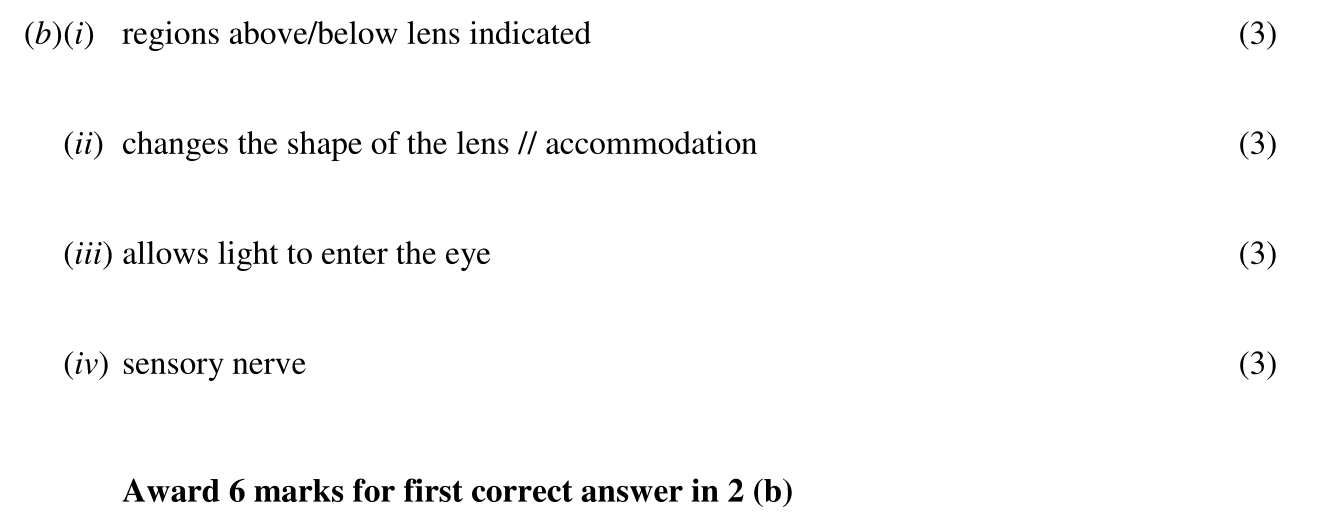 (b)(i) regions above/below lens indicated (3)
(ii) changes the shape of the lens // accommodation (3)
(iii) allows light to enter the eye (3)
(iv) sensory nerve (3)
Award 6 marks for first correct answer in 2 (b)